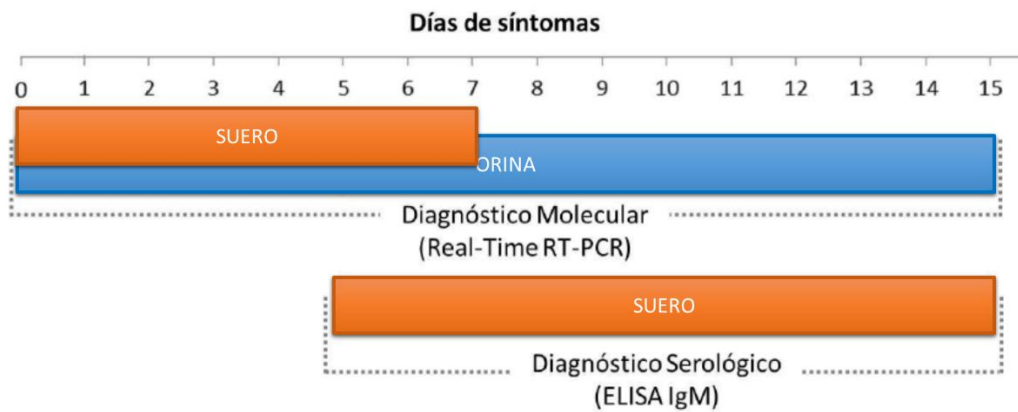 Días de síntomas
0 1 2 3 4 5 6 7 8 9 10 11 12 13 14 15
SUERO
ORINA
Diagnóstico Molecular
(Real-Time RT-PCR)
SUERO
Diagnóstico Serológico
(ELISA IgM)